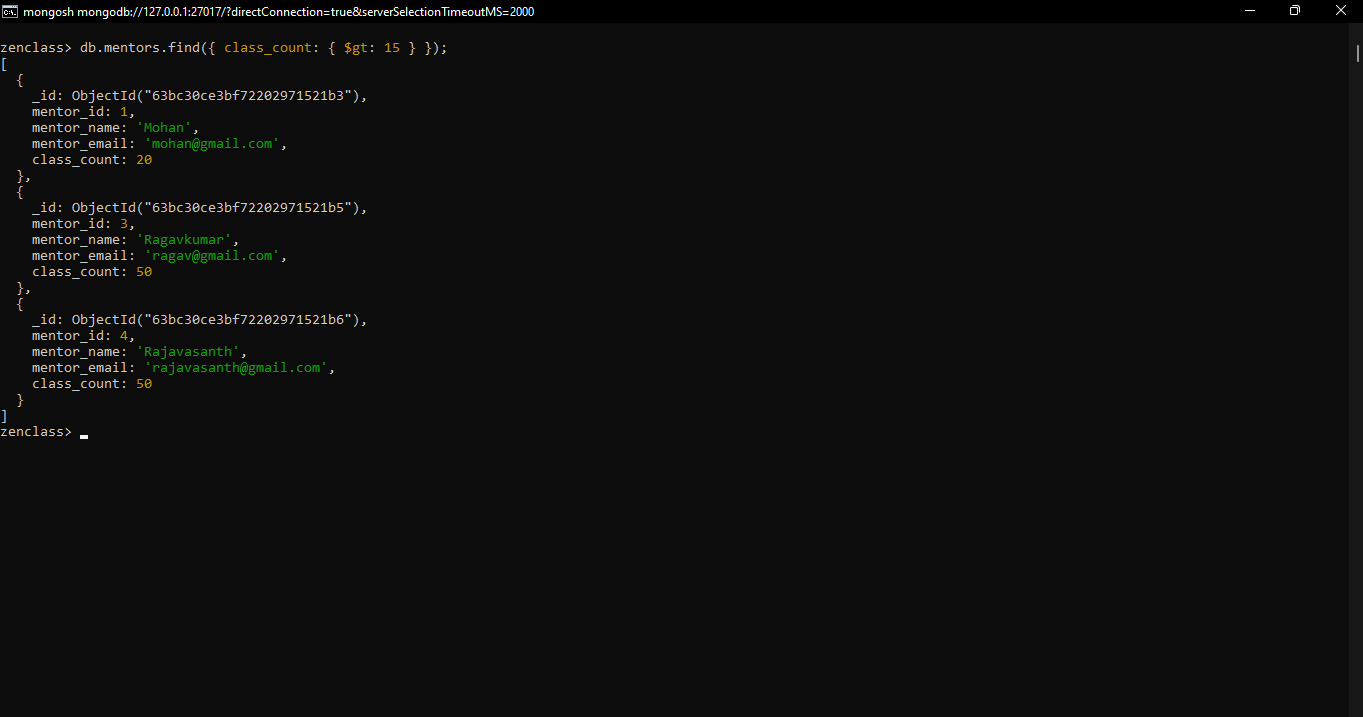 mongosh mongodb://127.0.0.1:27017/?directConnection=true&serverSelectionTimeoutMS=2000
zenclass> db.mentors.find({ class_count: { $gt: 15 } });
[
  {
    _id: ObjectId("63bc30ce3bf72202971521b3"),
    mentor_id: 1,
    mentor_name: 'Mohan',
    mentor_email: 'mohan@gmail.com',
    class_count: 20
  },
  {
    _id: ObjectId("63bc30ce3bf72202971521b5"),
    mentor_id: 3,
    mentor_name: 'Ragavkumar',
    mentor_email: 'ragav@gmail.com',
    class_count: 50
  },
  {
    _id: ObjectId("63bc30ce3bf72202971521b6"),
    mentor_id: 4,
    mentor_name: 'Rajavasanth',
    mentor_email: 'rajavasanth@gmail.com',
    class_count: 50
  }
]
zenclass>